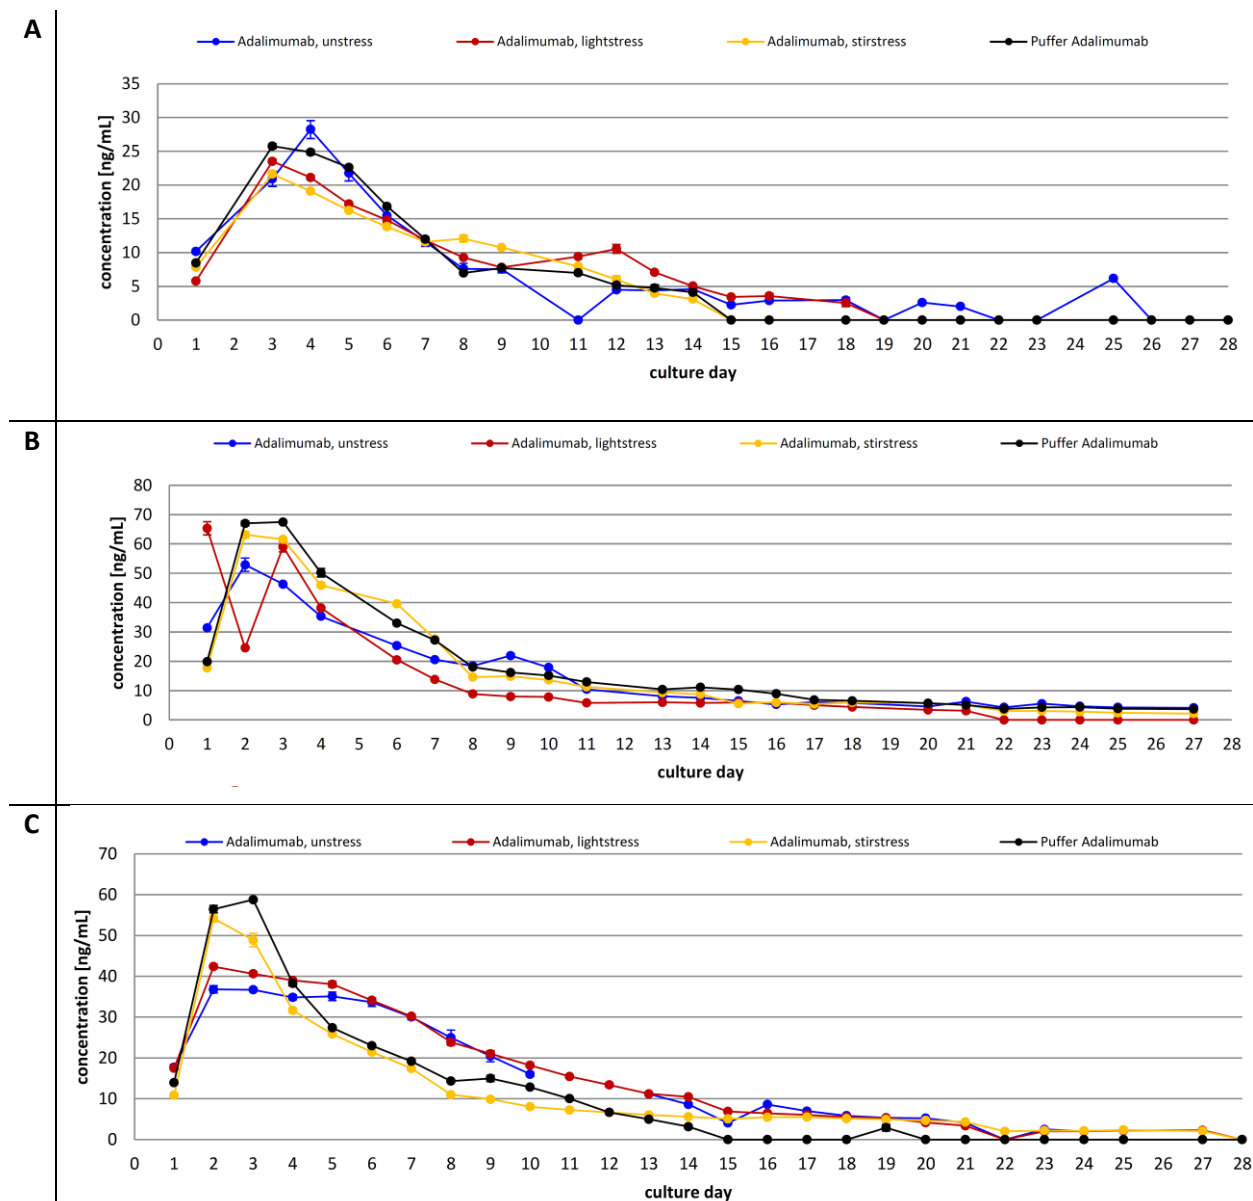 A
Adalimumab, unstress Adalimumab, lightstress Adalimumab, stirstress Puffer Adalimumab
concentration [ng/mL]
35
30
25
20
15
10
5
0
0 1 2 3 4 5 6 7 8 9 10 11 12 13 14 15 16 17 18 19 20 21 22 23 24 25 26 27 28
culture day
B
Adalimumab, unstress Adalimumab, lightstress Adalimumab, stirstress Puffer Adalimumab
concentration [ng/mL]
80
70
60
50
40
30
20
10
0
0 1 2 3 4 5 6 7 8 9 10 11 12 13 14 15 16 17 18 19 20 21 22 23 24 25 26 27 28
culture day
C
Adalimumab, unstress Adalimumab, lightstress Adalimumab, stirstress Puffer Adalimumab
concentration [ng/mL]
70
60
50
40
30
20
10
0
0 1 2 3 4 5 6 7 8 9 10 11 12 13 14 15 16 17 18 19 20 21 22 23 24 25 26 27 28
culture day